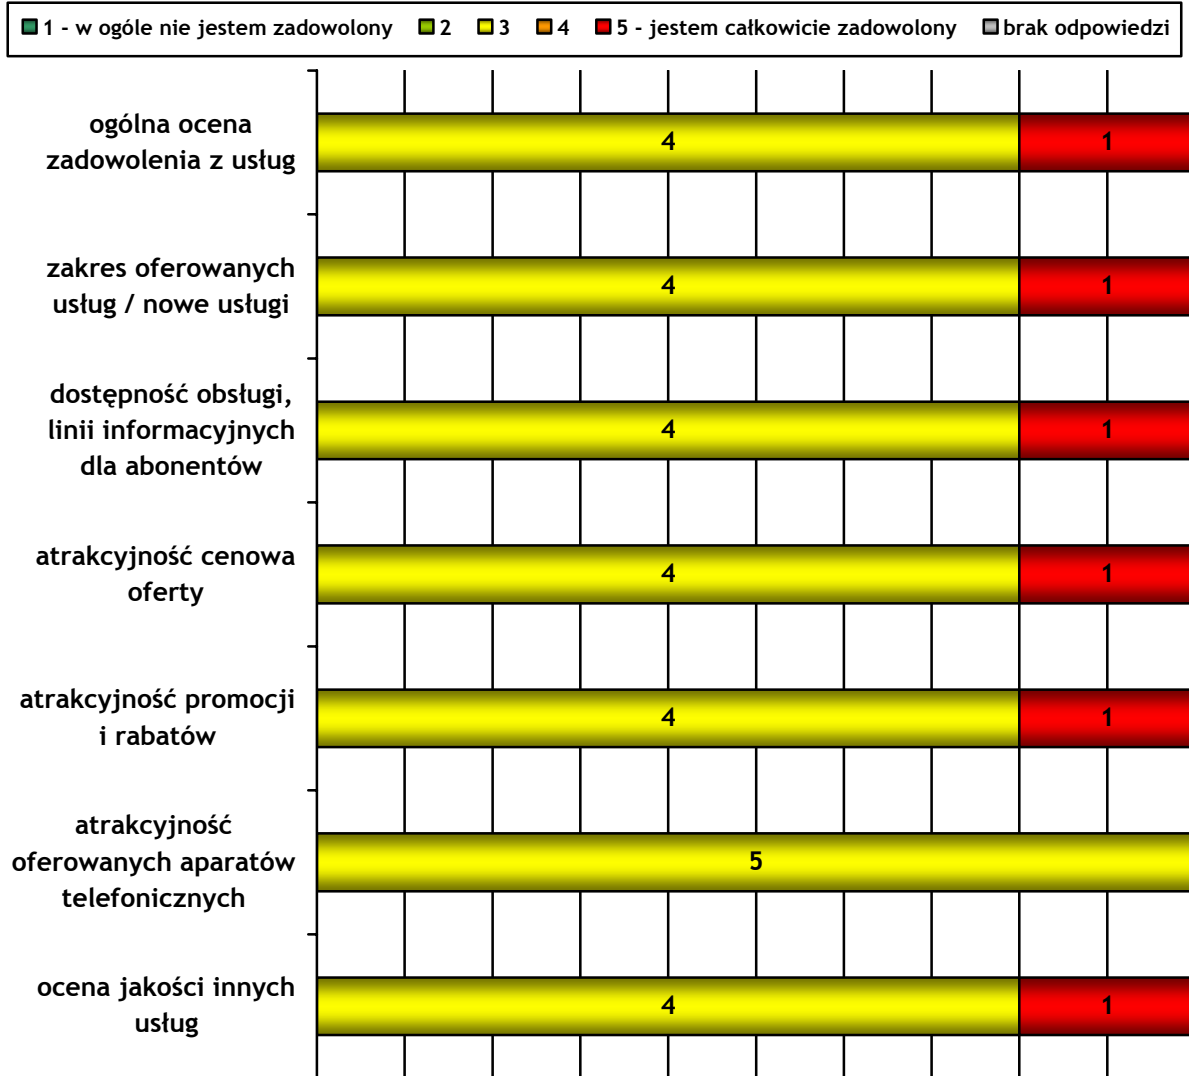 1 - w ogóle nie jestem zadowolony 2 3 4 5 - jestem całkowicie zadowolony brak odpowiedzi
ogólna ocena
zadowolenia z usług
4 1
zakres oferowanych
usług / nowe usługi
4 1
dostępność obsługi,
linii informacyjnych
dla abonentów
4 1
atrakcyjność cenowa
oferty
4 1
atrakcyjność promocji
i rabatów
4 1
atrakcyjność
oferowanych aparatów
telefonicznych
5
ocena jakości innych
usług
4 1